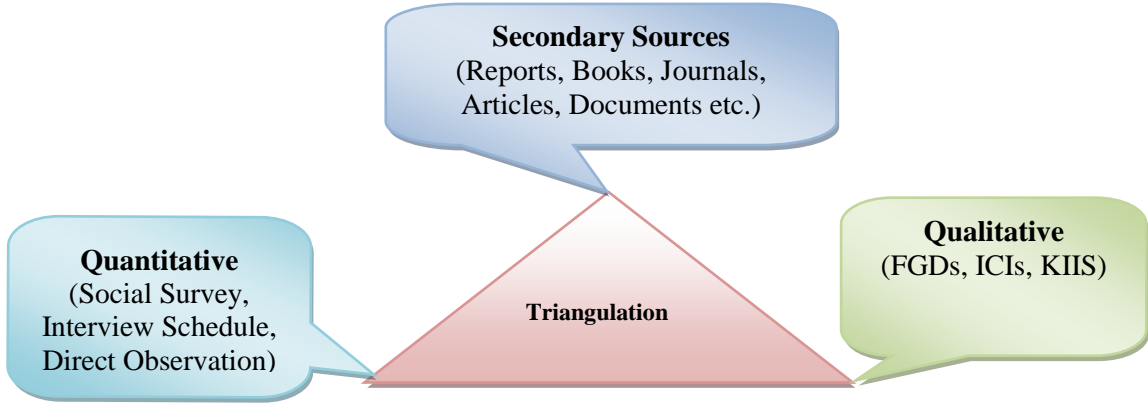 Secondary Sources
(Reports, Books, Journals,
Articles, Documents etc.)
Quantitative
(Social Survey,
Interview Schedule,
Direct Observation)
Triangulation
Qualitative
(FGDs, ICIs, KIIS)